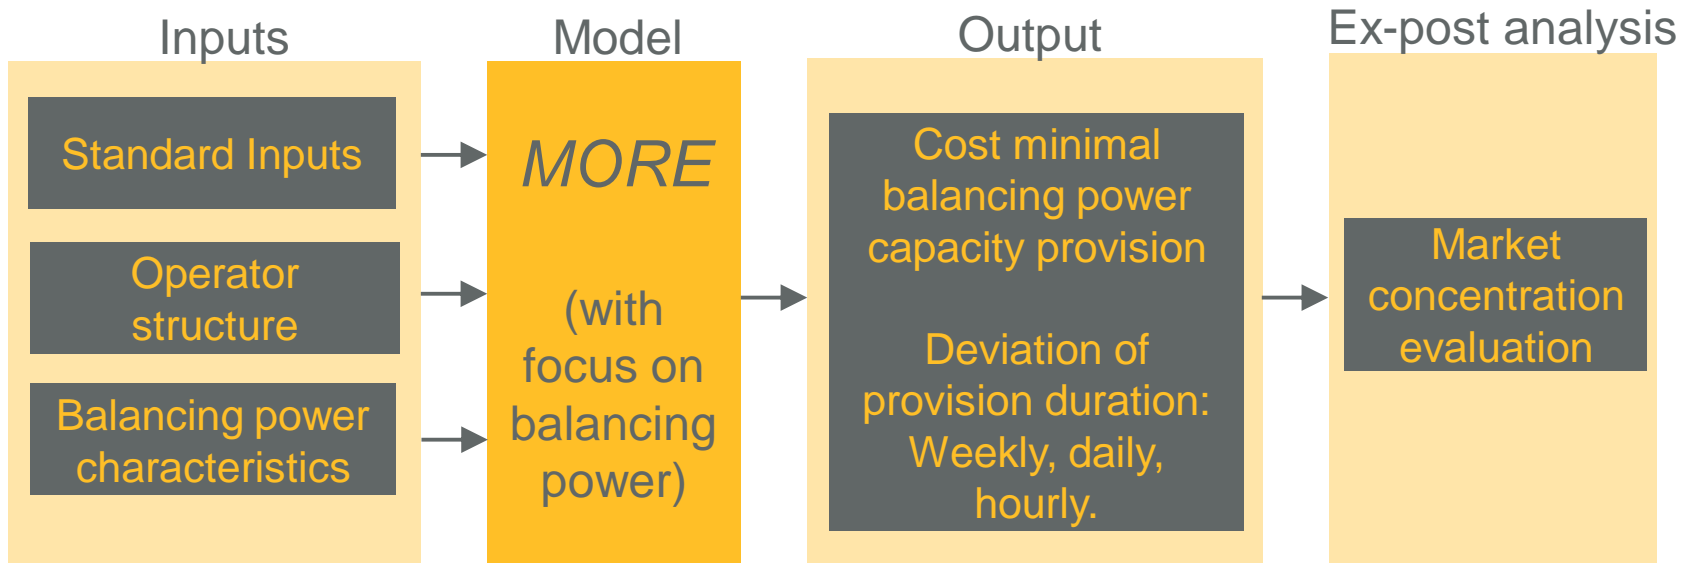 Inputs
Standard Inputs
Operator
structure
Balancing power
characteristics
Model
MORE
(with
focus on
balancing
power)
Output
Cost minimal
balancing power
capacity provision
Deviation of
provision duration:
Weekly, daily,
hourly.
Ex-post analysis
Market
concentration
evaluation